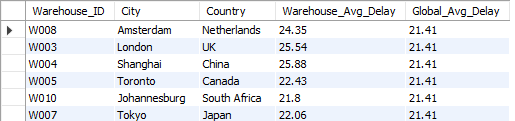 Warehouse_ID City Country Warehouse_Avg_Delay Global_Avg_Delay
W008 Amsterdam Netherlands 24.35 21.41
W003 London UK 25.54 21.41
W004 Shanghai China 25.88 21.41
W005 Toronto Canada 22.43 21.41
W010 Johannesburg South Africa 21.8 21.41
W007 Tokyo Japan 22.06 21.41